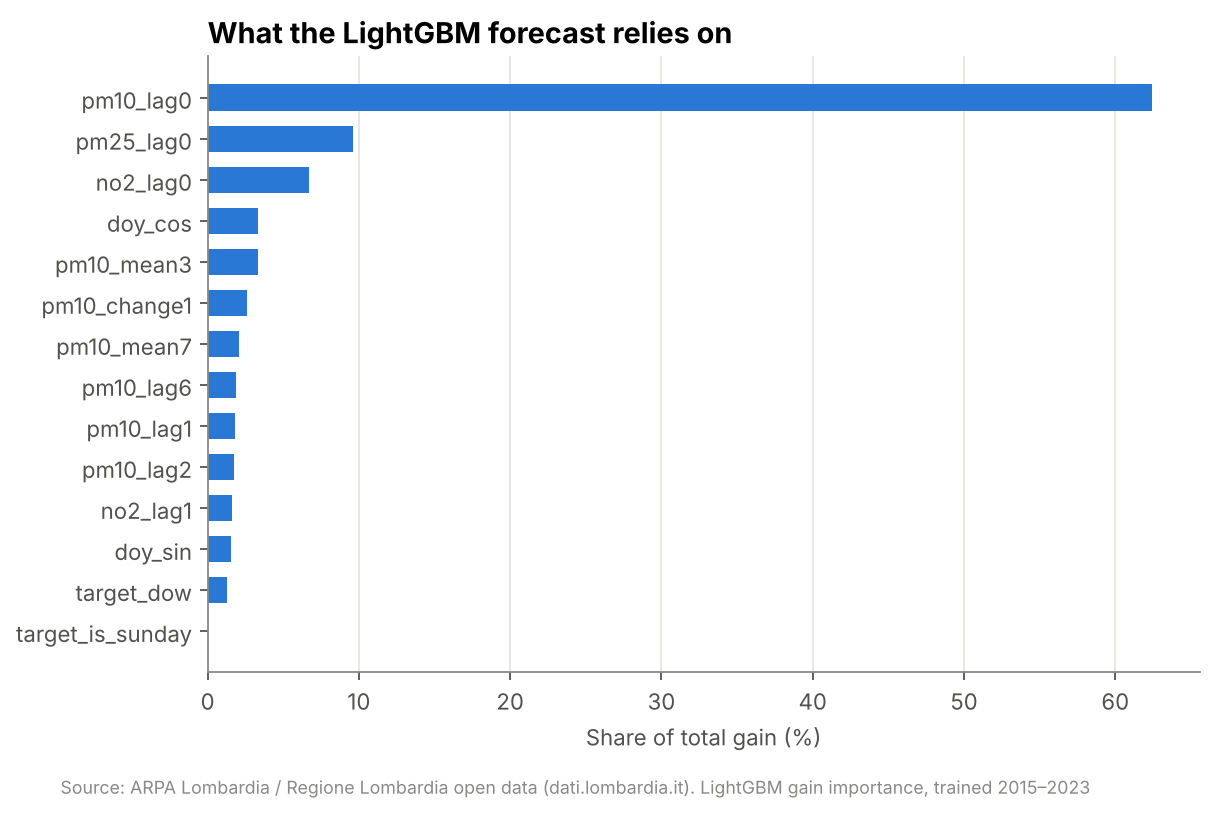 What the LightGBM forecast relies on
pm10_lag0
pm25_lag0
no2_lag0
doy_cos
pm10_mean3
pm10_change1
pm10_mean7
pm10_lag6
pm10_lag1
pm10_lag2
no2_lag1
doy_sin
target_dow
target_is_sunday
0 10 20 30 40 50 60
Share of total gain (%)
Source: ARPA Lombardia / Regione Lombardia open data (dati.lombardia.it). LightGBM gain importance, trained 2015–2023